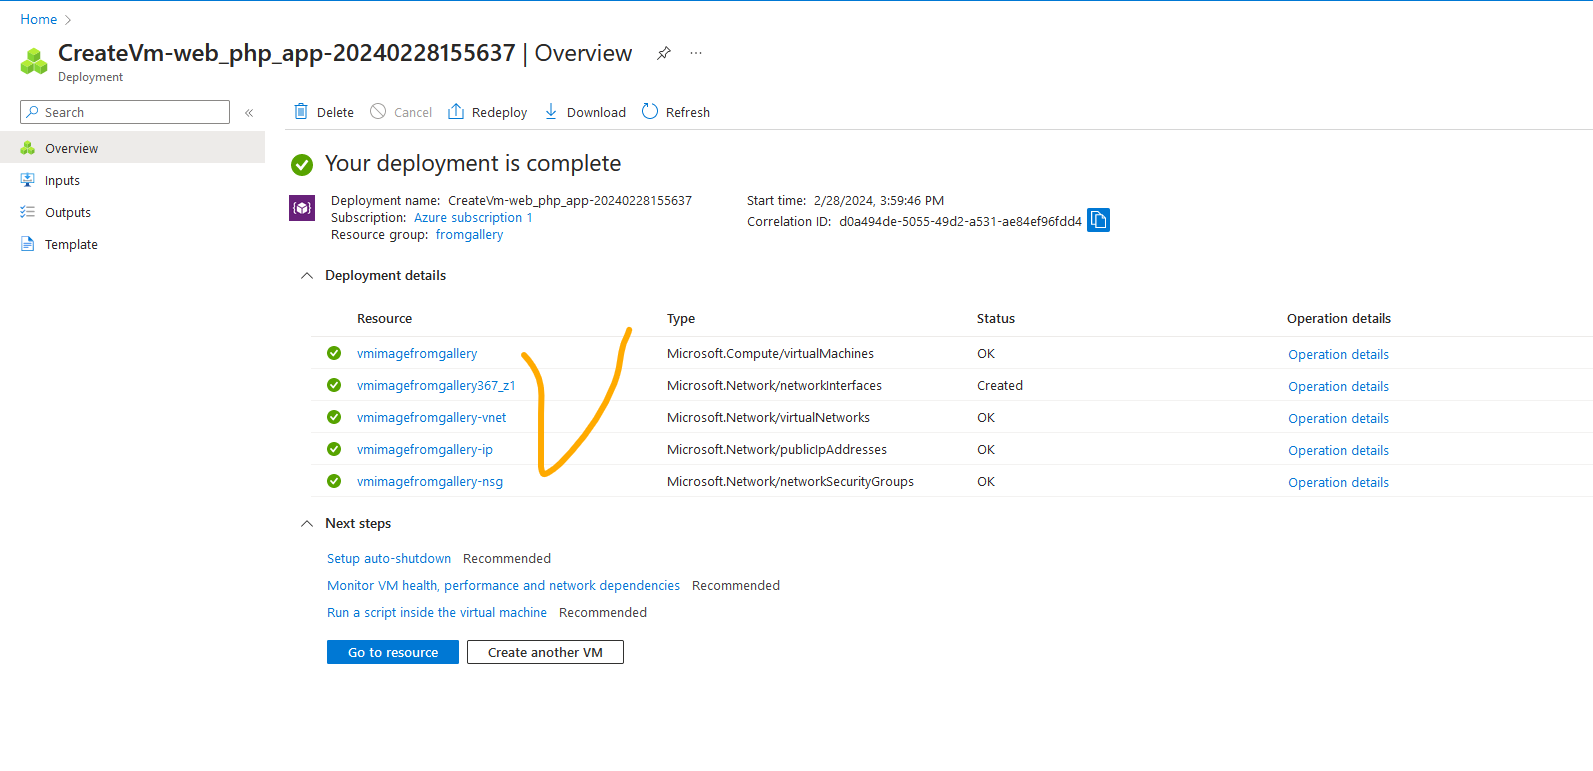 Home
CreateVm-web_php_app-20240228155637 | Overview
Deployment
Search
Delete Cancel Redeploy Download Refresh
Overview
Inputs
Outputs
Template
Your deployment is complete
Deployment name: CreateVm-web_php_app-20240228155637
Subscription: Azure subscription 1
Resource group: fromgallery
Start time: 2/28/2024, 3:59:46 PM
Correlation ID: d0a494de-5055-49d2-a531-ae84ef96fdd4
Deployment details
Resource Type Status Operation details
vmimagefromgallery Microsoft.Compute/virtualMachines OK Operation details
vmimagefromgallery367_z1 Microsoft.Network/networkInterfaces Created Operation details
vmimagefromgallery-vnet Microsoft.Network/virtualNetworks OK Operation details
vmimagefromgallery-ip Microsoft.Network/publicIpAddresses OK Operation details
vmimagefromgallery-nsg Microsoft.Network/networkSecurityGroups OK Operation details
Next steps
Setup auto-shutdown Recommended
Monitor VM health, performance and network dependencies Recommended
Run a script inside the virtual machine Recommended
Go to resource Create another VM